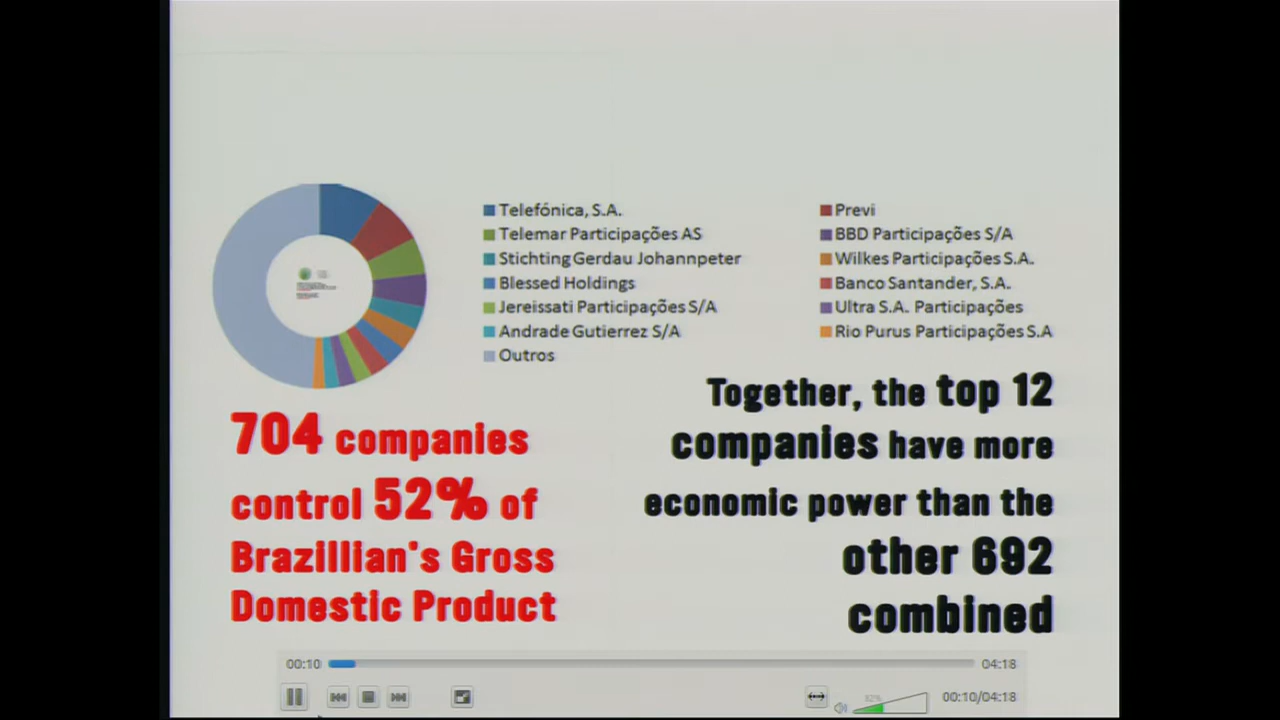 Telefónica, S.A.
Previ
Telemar Participações AS
BBD Participações S/A
Stichting Gerdau Johannpeter
Wilkes Participações S.A.
Blessed Holdings
Banco Santander, S.A.
Jereissati Participações S/A
Ultra S.A. Participações
Andrade Gutierrez S/A
Rio Purus Participações S.A
Outros
704 companies
control 52% of
Brazillian's Gross
Domestic Product
Together, the top 12
companies have more
economic power than the
other 692
combined
00:10
04:18
82%
00:10/04:18